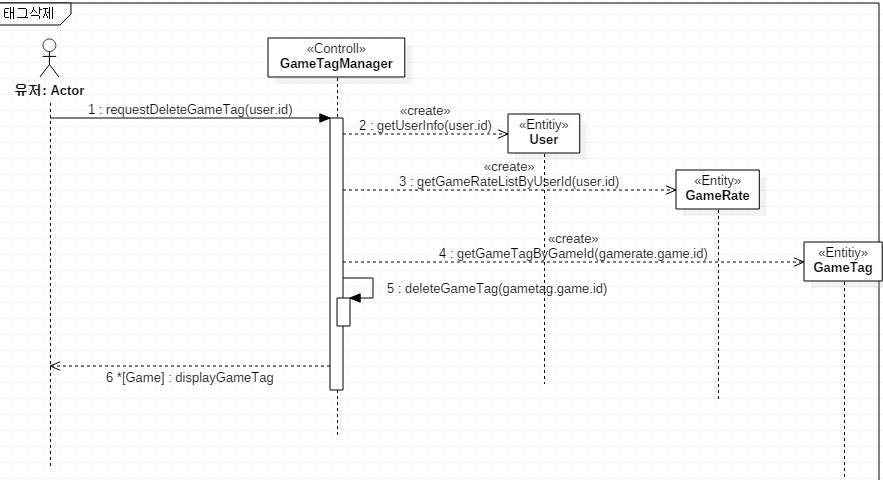 태그삭제
«Controll»
GameTagManager
유저: Actor
1 : requestDeleteGameTag(user.id)
«create»
2 : getUserInfo(user.id)
«Entitiy»
User
«create»
3 : getGameRateListByUserId(user.id)
«Entity»
GameRate
«create»
4 : getGameTagByGameId(gamerate.game.id)
«Entitiy»
GameTag
5 : deleteGameTag(gametag.game.id)
6 *[Game] : displayGameTag